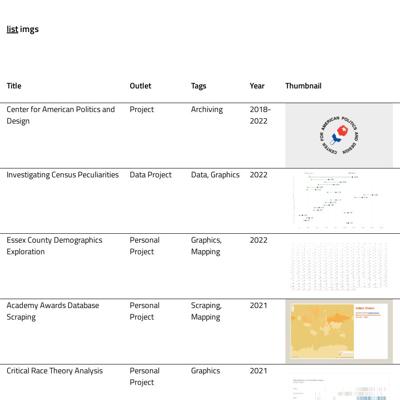 list imgs
Title Outlet Tags Year Thumbnail
Center for American Politics and Project Archiving 2018-
Design 2022
CENTER FOR AMERICAN POLITICS AND DESIGN
Investigating Census Peculiarities Data Project Data, Graphics 2022
Essex County Demographics Personal Graphics, 2022
Exploration Project Mapping
Academy Awards Database Personal Scraping, 2021
Scraping Project Mapping
Critical Race Theory Analysis Personal Graphics 2021
Project